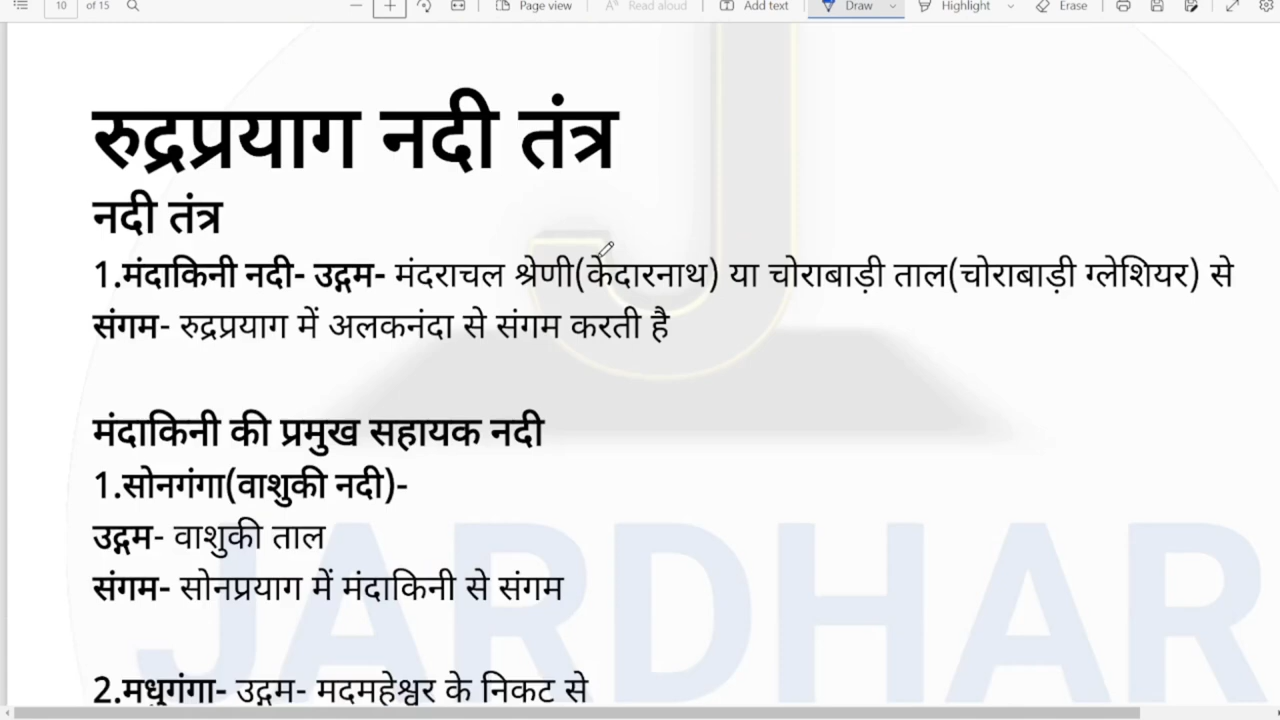 10 of 15 Page view Read aloud Add text Draw Highlight Erase
रुद्रप्रयाग नदी तंत्र
नदी तंत्र
1.मंदाकिनी नदी- उद्गम- मंदराचल श्रेणी(केदारनाथ) या चोराबाड़ी ताल(चोराबाड़ी ग्लेशियर) से
संगम- रुद्रप्रयाग में अलकनंदा से संगम करती है
मंदाकिनी की प्रमुख सहायक नदी
1.सोनगंगा(वाशुकी नदी)-
उद्गम- वाशुकी ताल
संगम- सोनप्रयाग में मंदाकिनी से संगम
2.मधुगंगा- उद्गम- मदमहेश्वर के निकट से
JARDHAR